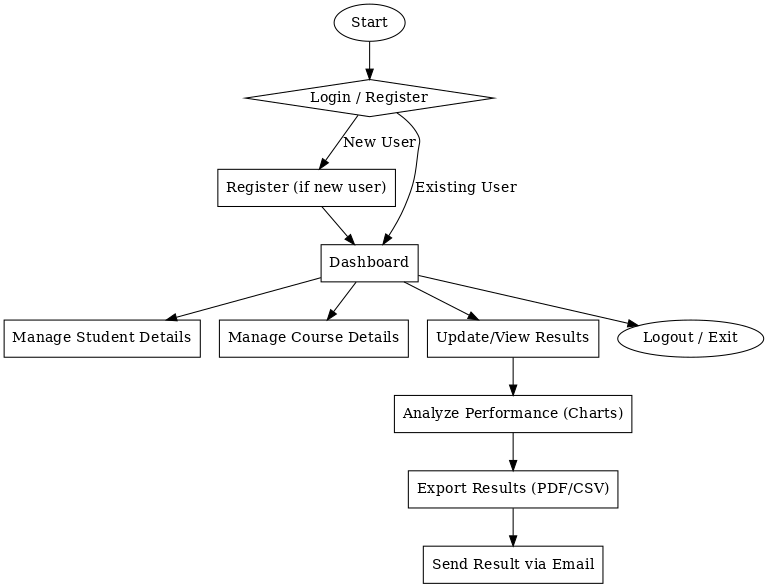 Start
Login / Register
New User
Register (if new user)
Existing User
Dashboard
Manage Student Details
Manage Course Details
Update/View Results
Logout / Exit
Analyze Performance (Charts)
Export Results (PDF/CSV)
Send Result via Email